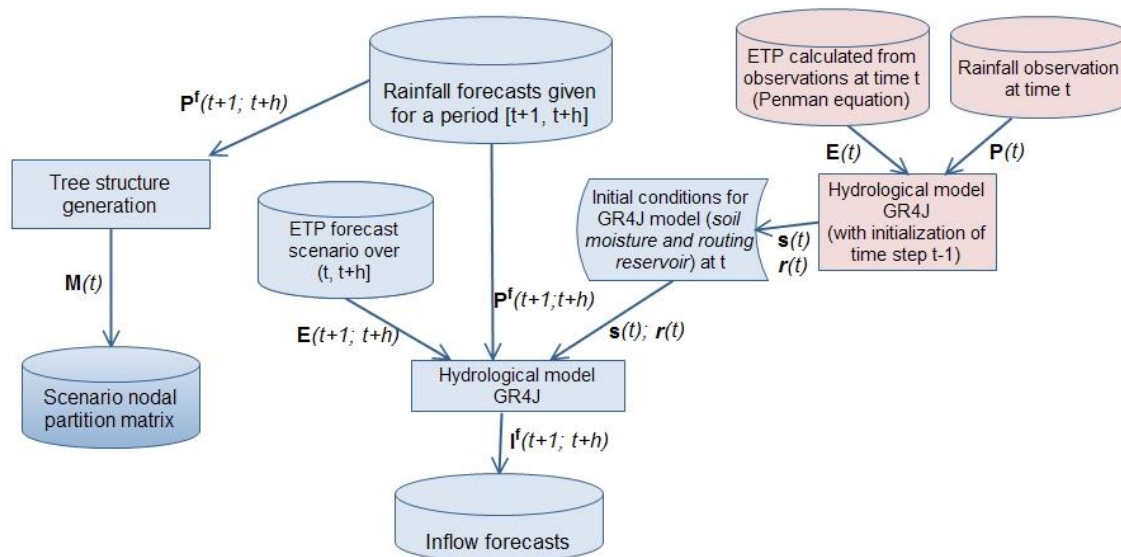 ETP calculated from
observations at time t
(Penman equation)
Rainfall observation
at time t
Rainfall forecasts given
for a period [t+1, t+h]
P^f(t+1; t+h)
E(t)
P(t)
Tree structure
generation
Initial conditions for
GR4J model (soil
moisture and routing
reservoir) at t
Hydrological model
GR4J
(with initialization of
time step t-1)
s(t)
r(t)
ETP forecast
scenario over
(t, t+h]
M(t)
P^f(t+1;t+h)
E(t+1; t+h)
s(t); r(t)
Scenario nodal
partition matrix
Hydrological model
GR4J
I^f(t+1; t+h)
Inflow forecasts